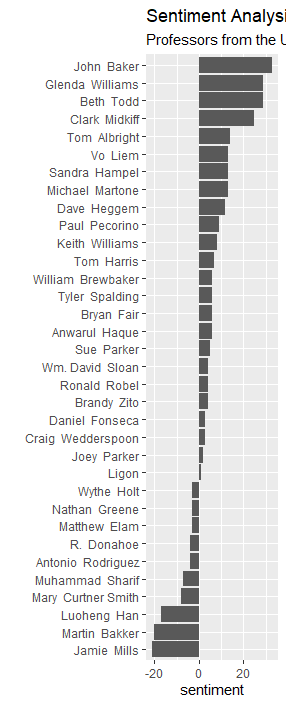 Sentiment Analysi
Professors from the U
John Baker
Glenda Williams
Beth Todd
Clark Midkiff
Tom Albright
Vo Liem
Sandra Hampel
Michael Martone
Dave Heggem
Paul Pecorino
Keith Williams
Tom Harris
William Brewbaker
Tyler Spalding
Bryan Fair
Anwarul Haque
Sue Parker
Wm. David Sloan
Ronald Robel
Brandy Zito
Daniel Fonseca
Craig Wedderspoon
Joey Parker
Ligon
Wythe Holt
Nathan Greene
Matthew Elam
R. Donahoe
Antonio Rodriguez
Muhammad Sharif
Mary Curtner Smith
Luoheng Han
Martin Bakker
Jamie Mills
-20 0 20
sentiment